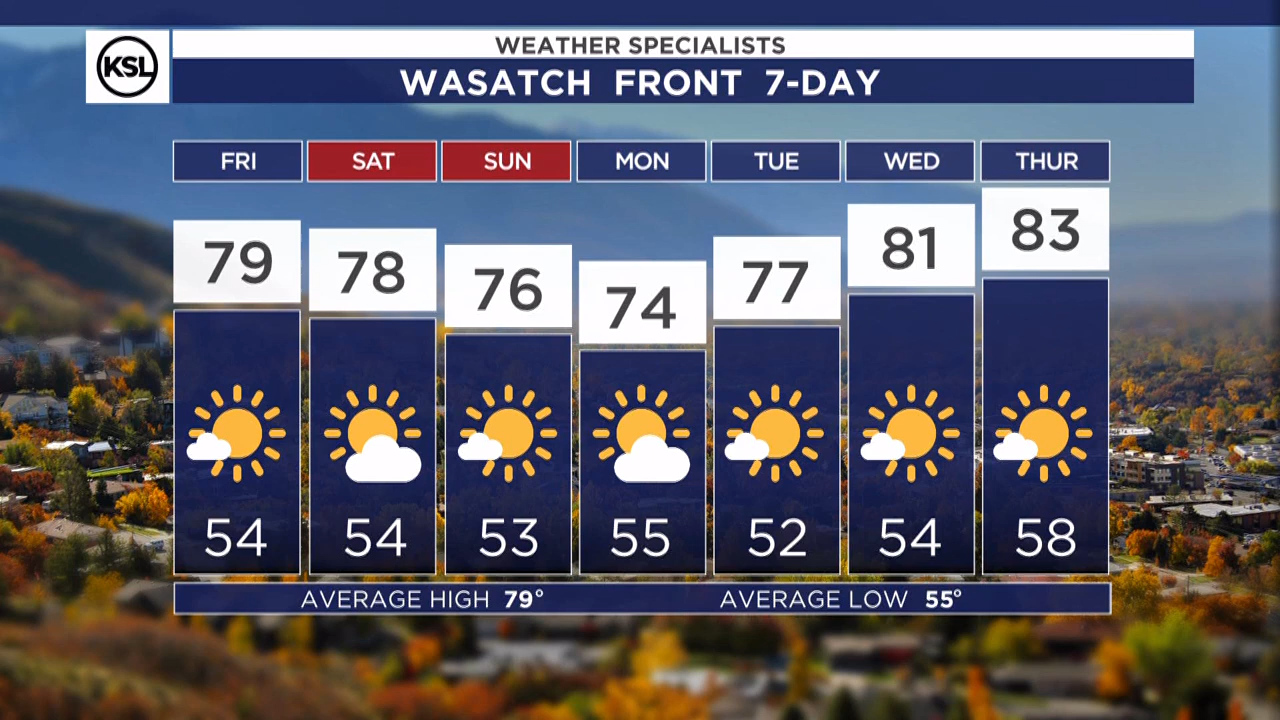 KSL
WEATHER SPECIALISTS
WASATCH FRONT 7-DAY
FRI SAT SUN MON TUE WED THUR
79 78 76 74 77 81 83
54 54 53 55 52 54 58
AVERAGE HIGH 79° AVERAGE LOW 55°